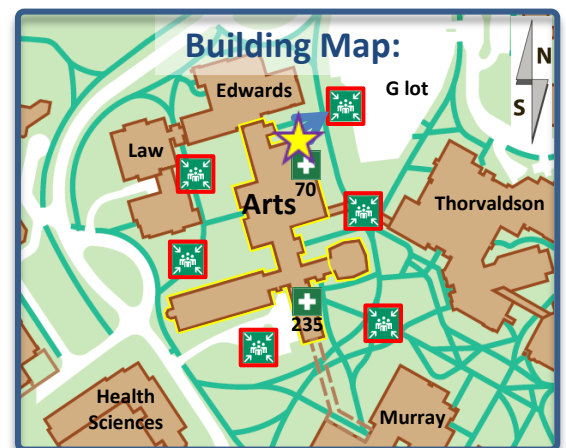 Building Map:
N
S
Edwards
G lot
Law
70
Arts
Thorvaldson
235
Health
Sciences
Murray